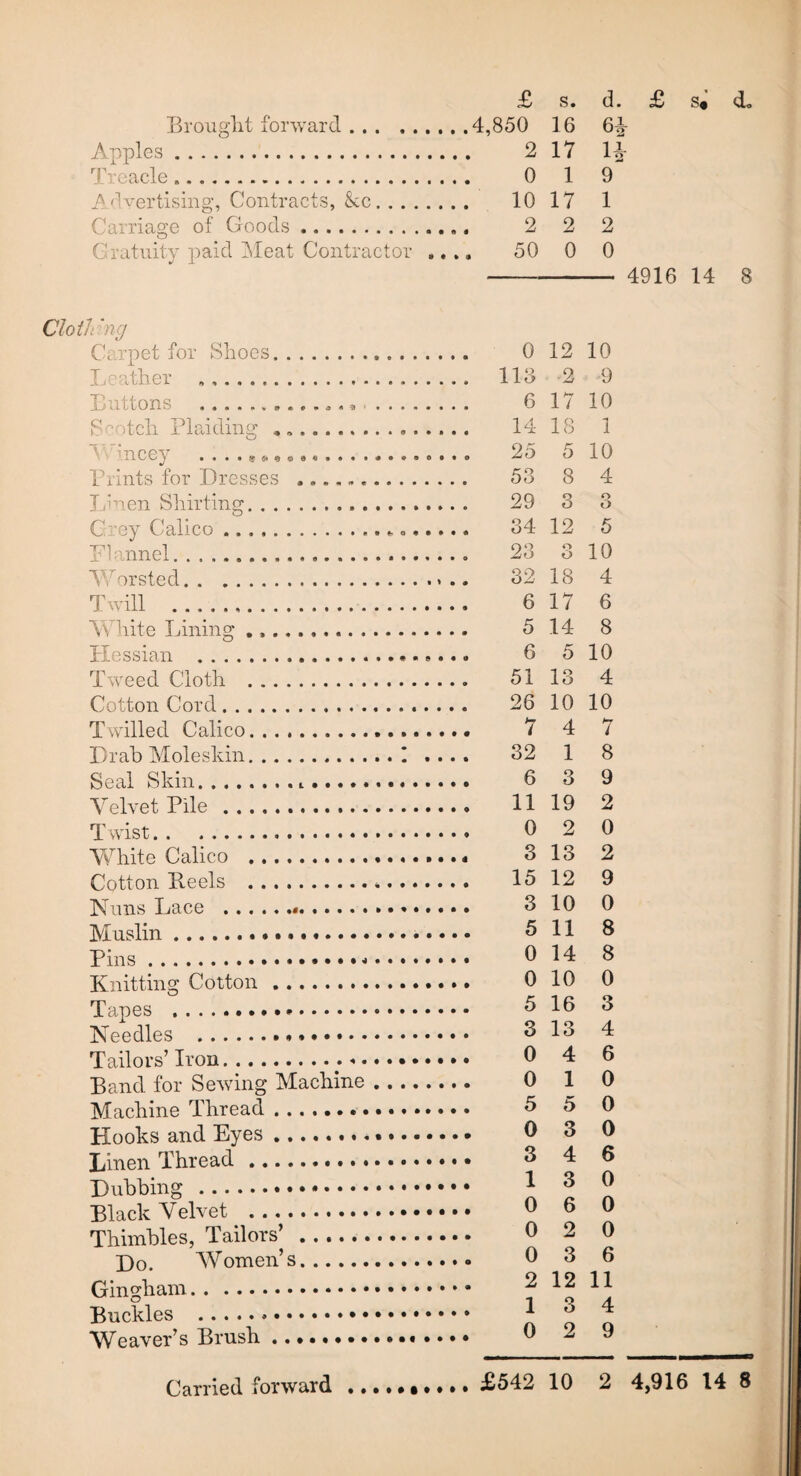 £ s. d. £ s. d.
Brought forward . . . . . . . . . . 4,850 16 6½
Apples . . . . . . . . . . 2 17 1½
Treacle . . . . . . . . . . 0 1 9
Advertising, Contracts, &c. . . . . . . . . 10 17 1
Carriage of Goods . . . . . . . . . . 2 2 2
Gratuity paid Meat Contractor . . . . 50 0 0
4916 14 8
Clothing
Carpet for Shoes. . . . . . . . . . 0 12 10
Leather . . . . . . . . . . 113 2 9
Buttons . . . . . . . . . . 6 17 10
Scotch Plaiding . . . . . . . . . . 14 18 1
Wincey . . . . . . . . . . 25 5 10
Prints for Dresses . . . . . . . . . . 53 8 4
Linen Shirting. . . . . . . . . . 29 3 3
Grey Calico . . . . . . . . . . 34 12 5
Flannel. . . . . . . . . . 23 3 10
Worsted. . . . . . . . . . 32 18 4
Twill . . . . . . . . . . 6 17 6
White Lining . . . . . . . . . . 5 14 8
Hessian . . . . . . . . . . 6 5 10
Tweed Cloth . . . . . . . . . . 51 13 4
Cotton Cord . . . . . . . . . . 26 10 10
Twilled Calico. . . . . . . . . . 7 4 7
Drab Moleskin. . . . . . . . . . 32 1 8
Seal Skin. . . . . . . . . . 6 3 9
Velvet Pile . . . . . . . . . . 11 19 2
Twist. . . . . . . . . . 0 2 0
White Calico . . . . . . . . . . 3 13 2
Cotton Reels . . . . . . . . . . 15 12 9
Nuns Lace . . . . . . . . . . 3 10 0
Muslin . . . . . . . . . . 5 11 8
Pins . . . . . . . . . . 0 14 8
Knitting Cotton . . . . . . . . . . 0 10 0
Tapes . . . . . . . . . . 5 16 3
Needles . . . . . . . . . . 3 13 4
Tailors' Iron. . . . . . . . . . 0 4 6
Band for Sewing Machine . . . . . . . . 0 1 0
Machine Thread . . . . . . . . . . 5 5 0
Hooks and Eyes . . . . . . . . . . 0 3 0
Linen Thread . . . . . . . . . . 3 4 6
Dubbing . . . . . . . . . . 1 3 0
Black Velvet . . . . . . . . . . 0 6 0
Thimbles, Tailors' . . . . . . . . . . 0 2 0
Do. Women's. . . . . . . . . . 0 3 6
Gingham. . . . . . . . . . 2 12 11
Buckles . . . . . . . . . . 1 3 4
Weaver's Brush . . . . . . . . . . 0 2 9
Carried forward . . . . . . . . . . £542 10 2 4,916 14 8